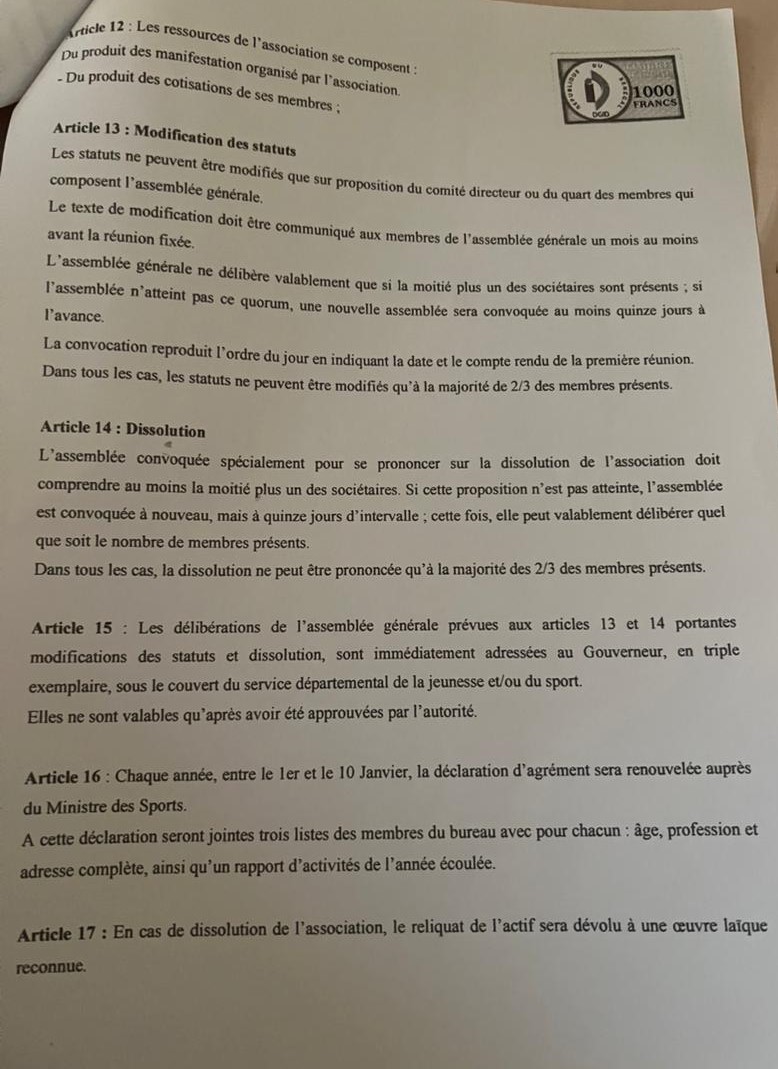 Article 12 : Les ressources de l'association se composent :
Du produit des manifestation organisé par l'association.
- Du produit des cotisations de ses membres ;
REPUBLIQUE DU SENEGAL
1000
FRANCS
DGID
Article 13 : Modification des statuts
Les statuts ne peuvent être modifiés que sur proposition du comité directeur ou du quart des membres qui
composent l'assemblée générale.
Le texte de modification doit être communiqué aux membres de l'assemblée générale un mois au moins
avant la réunion fixée.
L'assemblée générale ne délibère valablement que si la moitié plus un des sociétaires sont présents ; si
l'assemblée n'atteint pas ce quorum, une nouvelle assemblée sera convoquée au moins quinze jours à
l'avance.
La convocation reproduit l'ordre du jour en indiquant la date et le compte rendu de la première réunion.
Dans tous les cas, les statuts ne peuvent être modifiés qu'à la majorité de 2/3 des membres présents.
Article 14 : Dissolution
L'assemblée convoquée spécialement pour se prononcer sur la dissolution de l'association doit
comprendre au moins la moitié plus un des sociétaires. Si cette proposition n'est pas atteinte, l'assemblée
est convoquée à nouveau, mais à quinze jours d'intervalle ; cette fois, elle peut valablement délibérer quel
que soit le nombre de membres présents.
Dans tous les cas, la dissolution ne peut être prononcée qu'à la majorité des 2/3 des membres présents.
Article 15 : Les délibérations de l'assemblée générale prévues aux articles 13 et 14 portantes
modifications des statuts et dissolution, sont immédiatement adressées au Gouverneur, en triple
exemplaire, sous le couvert du service départemental de la jeunesse et/ou du sport.
Elles ne sont valables qu'après avoir été approuvées par l'autorité.
Article 16 : Chaque année, entre le 1er et le 10 Janvier, la déclaration d'agrément sera renouvelée auprès
du Ministre des Sports.
A cette déclaration seront jointes trois listes des membres du bureau avec pour chacun : âge, profession et
adresse complète, ainsi qu'un rapport d'activités de l'année écoulée.
Article 17 : En cas de dissolution de l'association, le reliquat de l'actif sera dévolu à une œuvre laïque
reconnue.